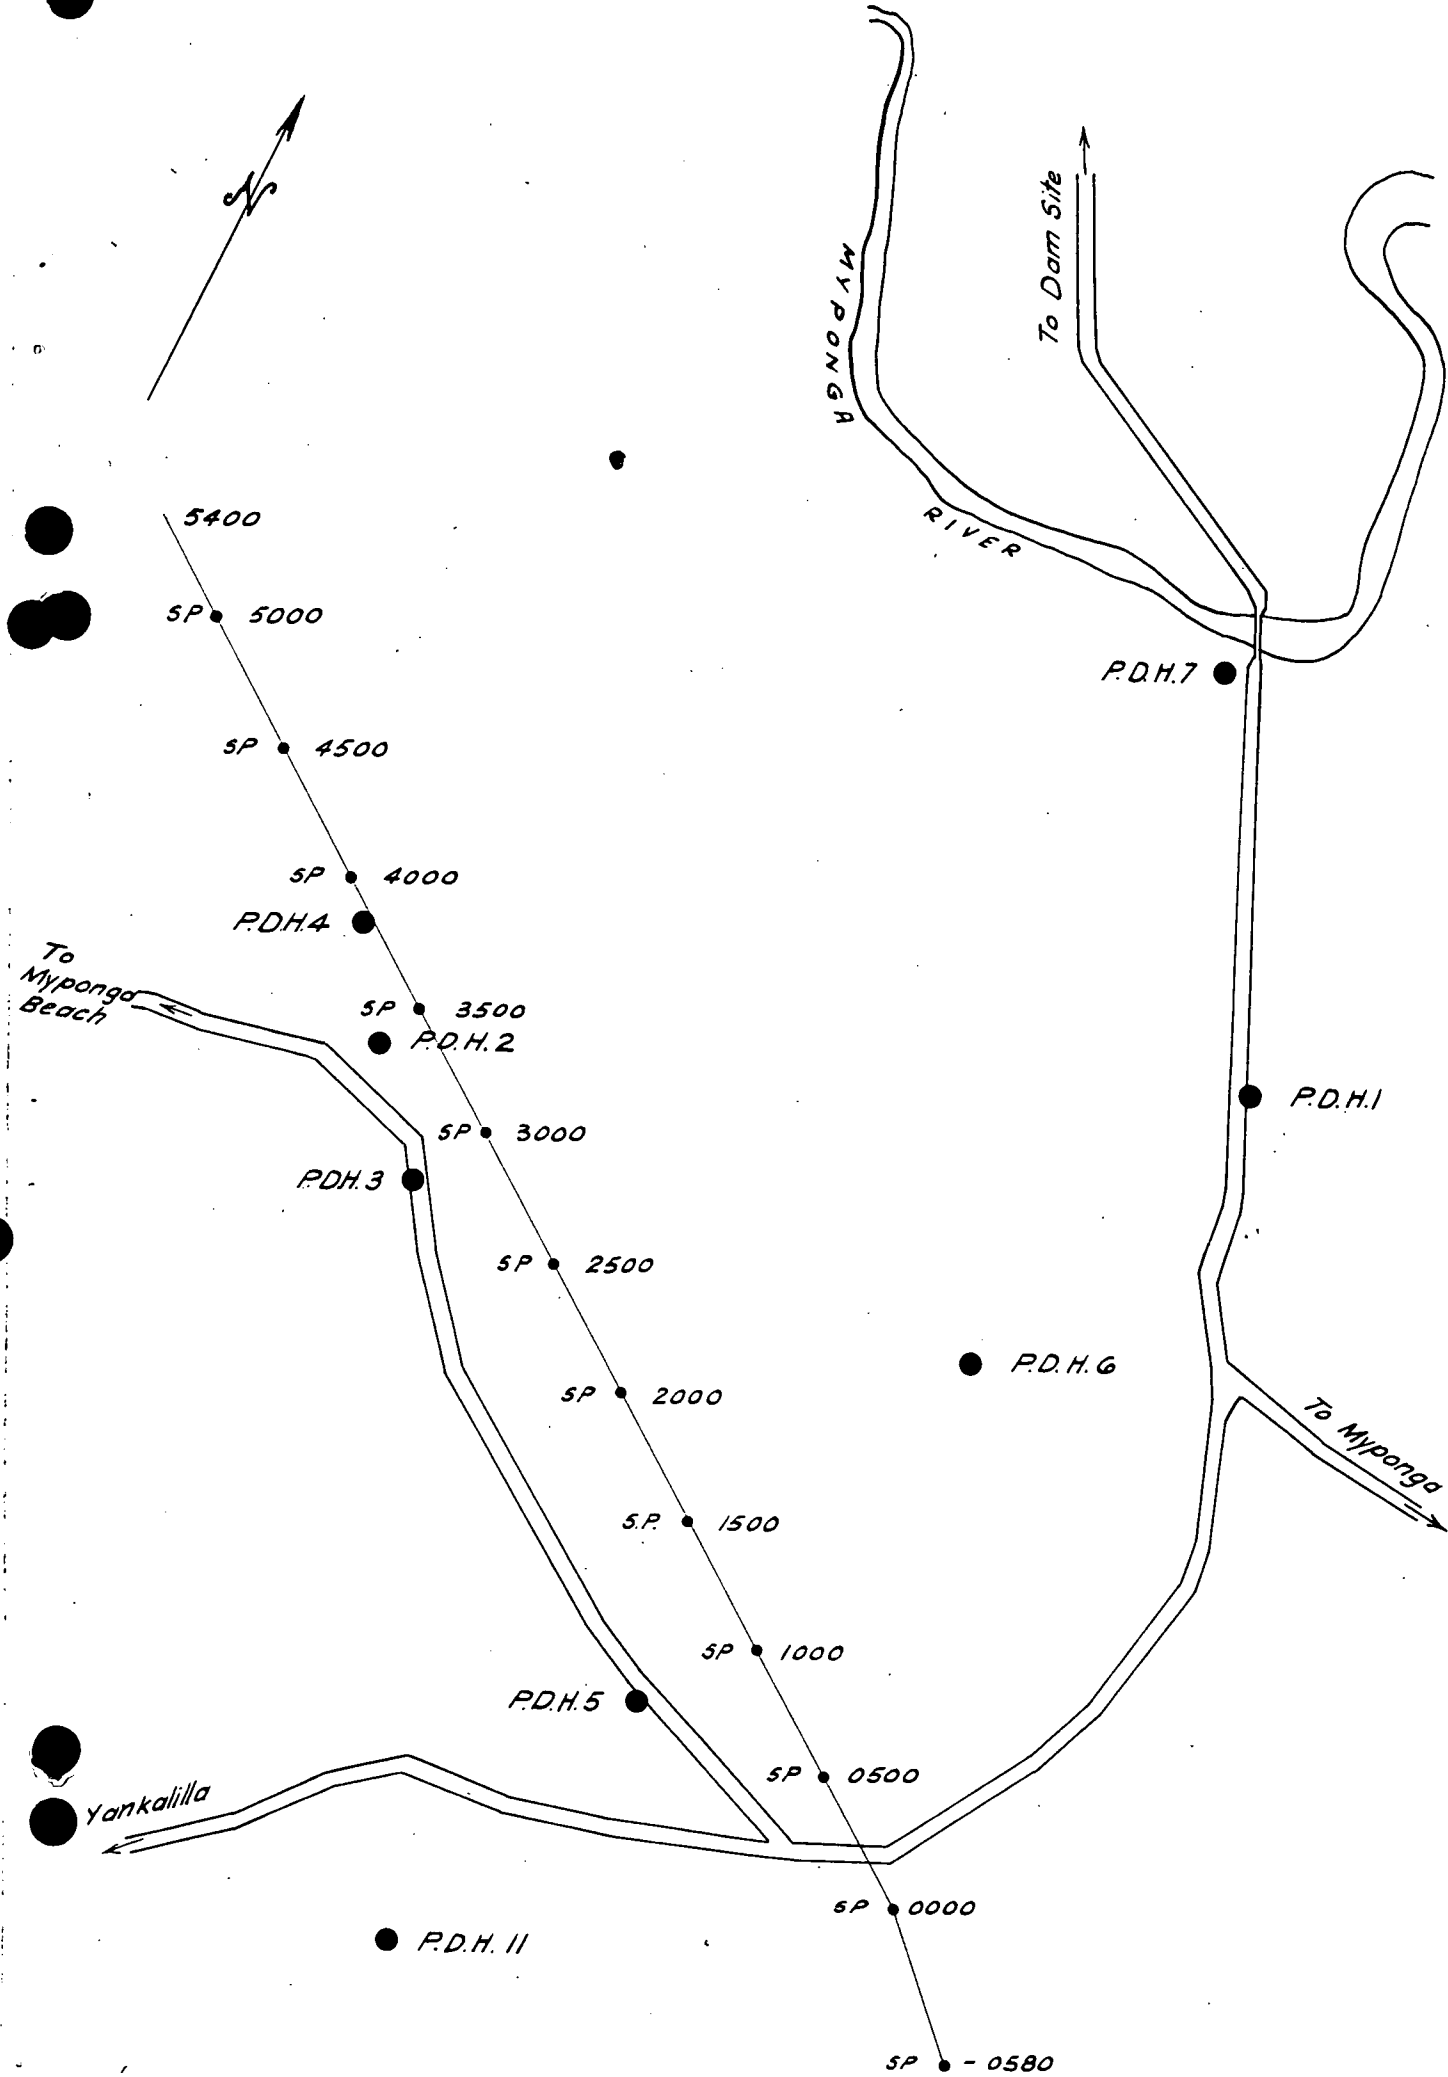 N
MYPONGA
RIVER
To Dam Site
5400
SP 5000
P.D.H.7
SP 4500
SP 4000
P.D.H.4
To
Myponga
Beach
SP 3500
P.D.H.2
P.D.H.1
SP 3000
P.D.H.3
SP 2500
P.D.H.6
SP 2000
To Myponga
S.P. 1500
SP 1000
P.D.H.5
SP 0500
Yankalilla
SP 0000
P.D.H. 11
SP - 0580